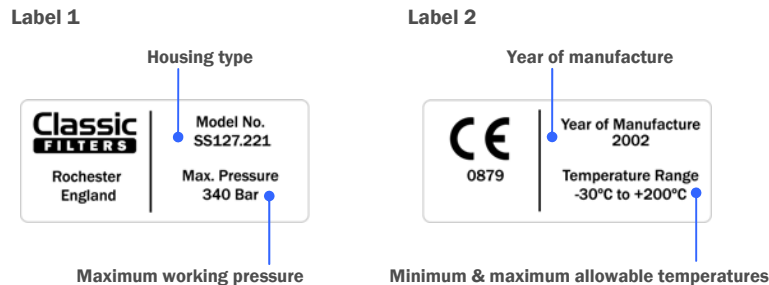 Label 1
Housing type
Classic
FILTERS
Rochester
England
Model No.
SS127.221
Max. Pressure
340 Bar
Maximum working pressure
Label 2
Year of manufacture
CE
0879
Year of Manufacture
2002
Temperature Range
-30ºC to +200ºC
Minimum & maximum allowable temperatures